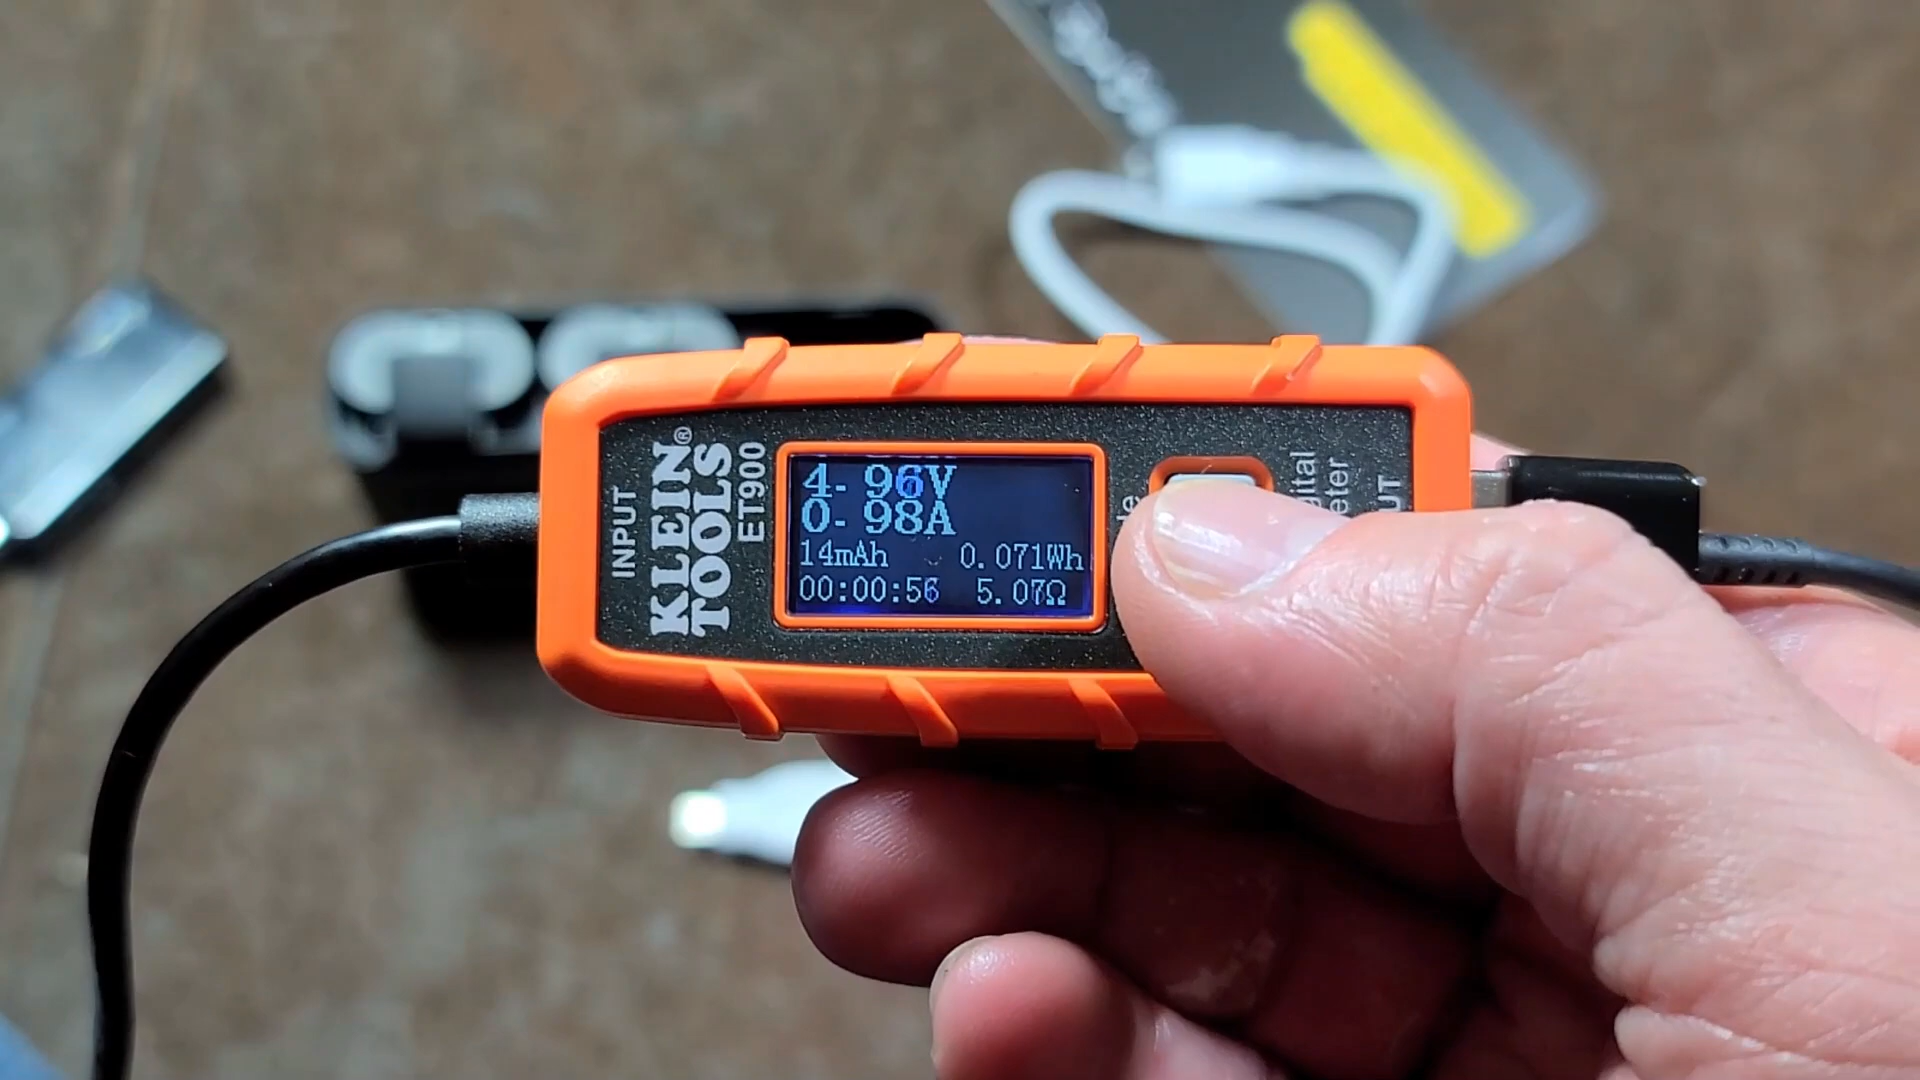 INPUT
KLEIN
TOOLS®
ET900
4.96V
0.98A
14mAh 0.071Wh
00:00:56 5.07Ω